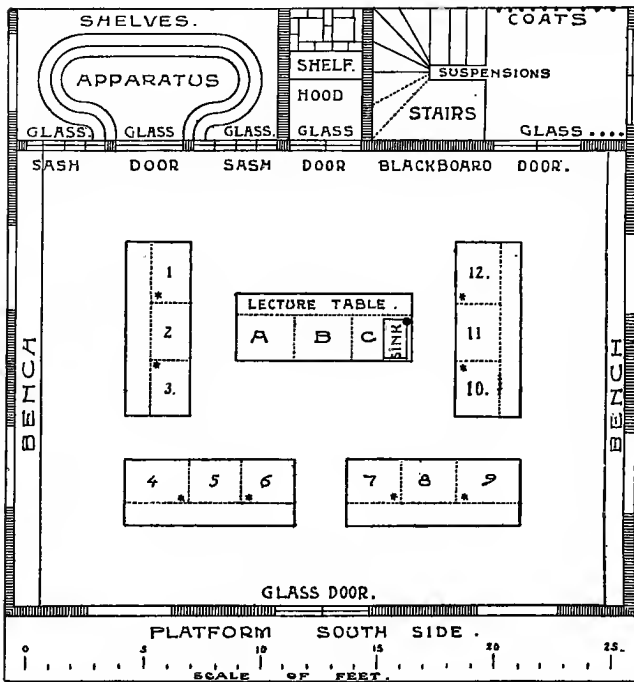 SHELVES.
COATS
APPARATUS
SHELF.
SUSPENSIONS
HOOD
STAIRS
GLASS. GLASS GLASS. GLASS GLASS....
SASH DOOR SASH DOOR BLACKBOARD DOOR.
1
2
3.
LECTURE TABLE.
A B C SINK
12.
11
10.
BENCH
BENCH
4 5 6
7 8 9
GLASS DOOR.
PLATFORM SOUTH SIDE.
0 5 10 15 20 25.
SCALE OF FEET.